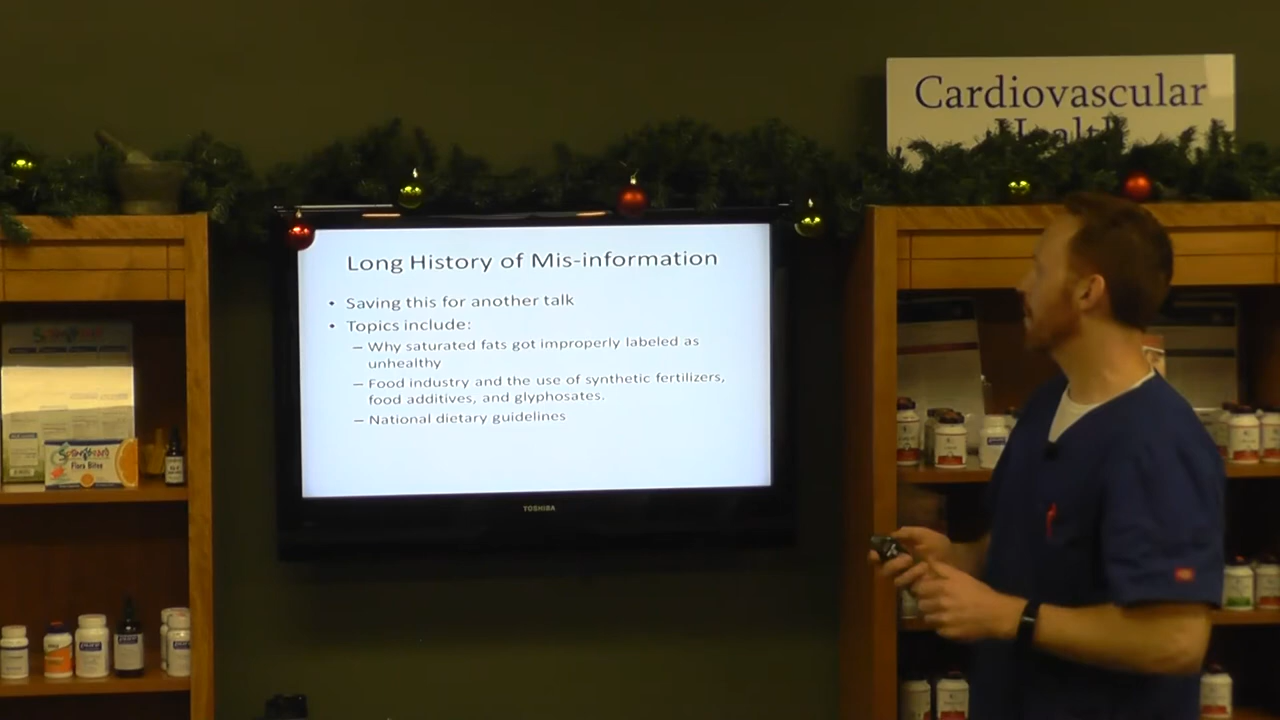 Cardiovascular
Health
Long History of Mis-information
• Saving this for another talk
• Topics include:
– Why saturated fats got improperly labeled as
unhealthy
– Food industry and the use of synthetic fertilizers,
food additives, and glyphosates.
– National dietary guidelines
TOSHIBA
Flora Bites